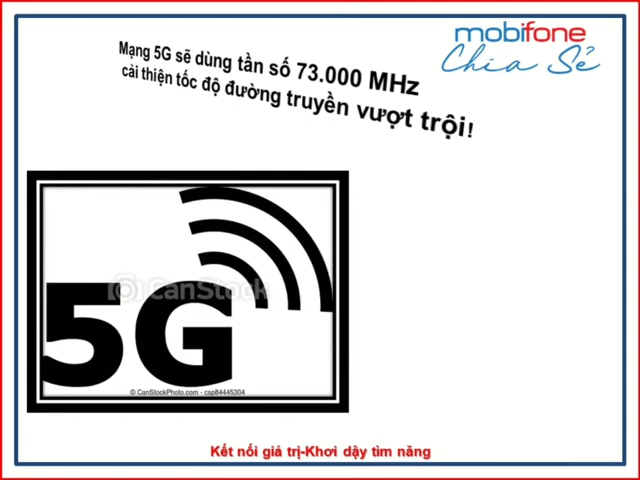 mobifone
Chia Sẻ
Mạng 5G sẽ dùng tần số 73.000 MHz
cải thiện tốc độ đường truyền vượt trội!
CanStock
5G
© CanStockPhoto.com - csp84445304
Kết nối giá trị-Khơi dậy tìm năng